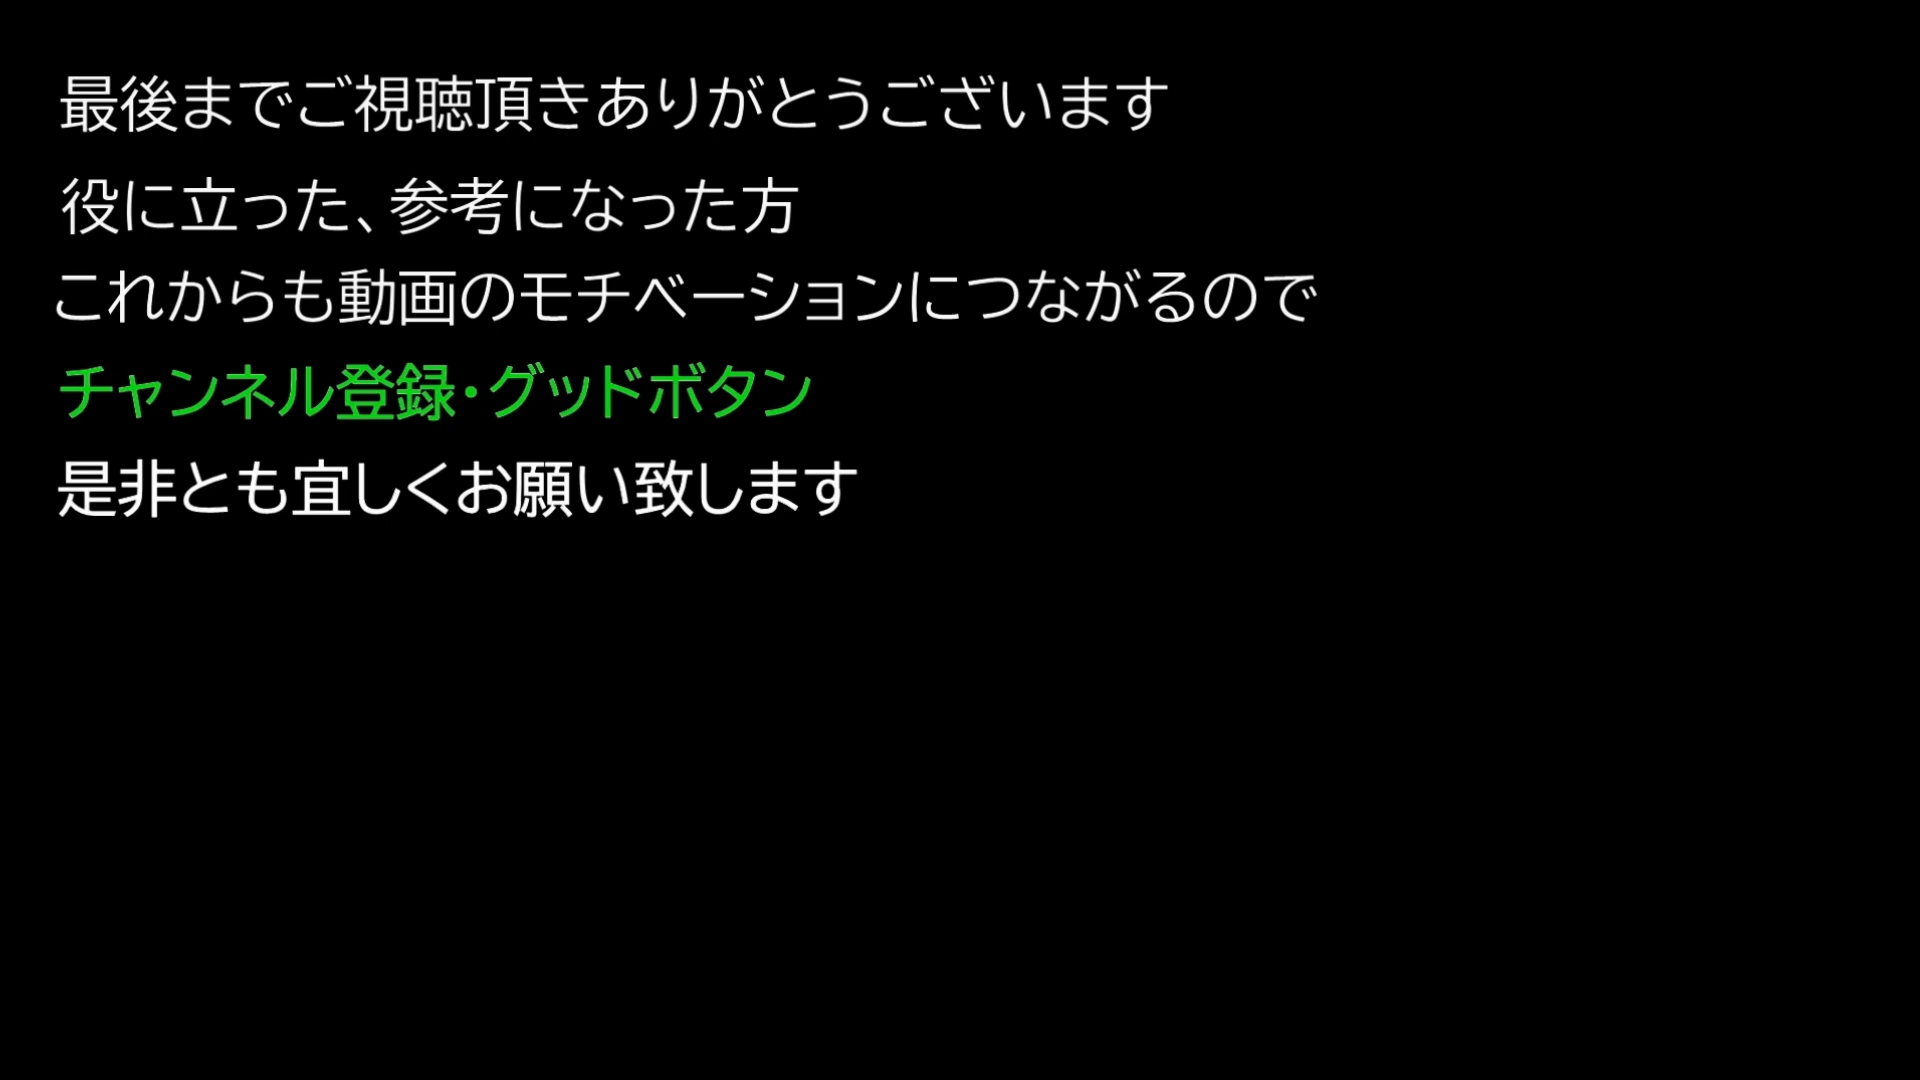 最後までご視聴頂きありがとうございます
役に立った、参考になった方
これからも動画のモチベーションにつながるので
チャンネル登録・グッドボタン
是非とも宜しくお願い致します